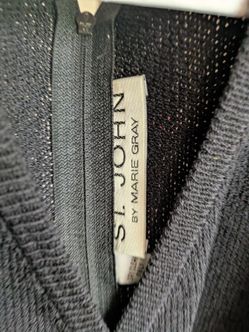 ST. JOHN
BY MARIE GRAY